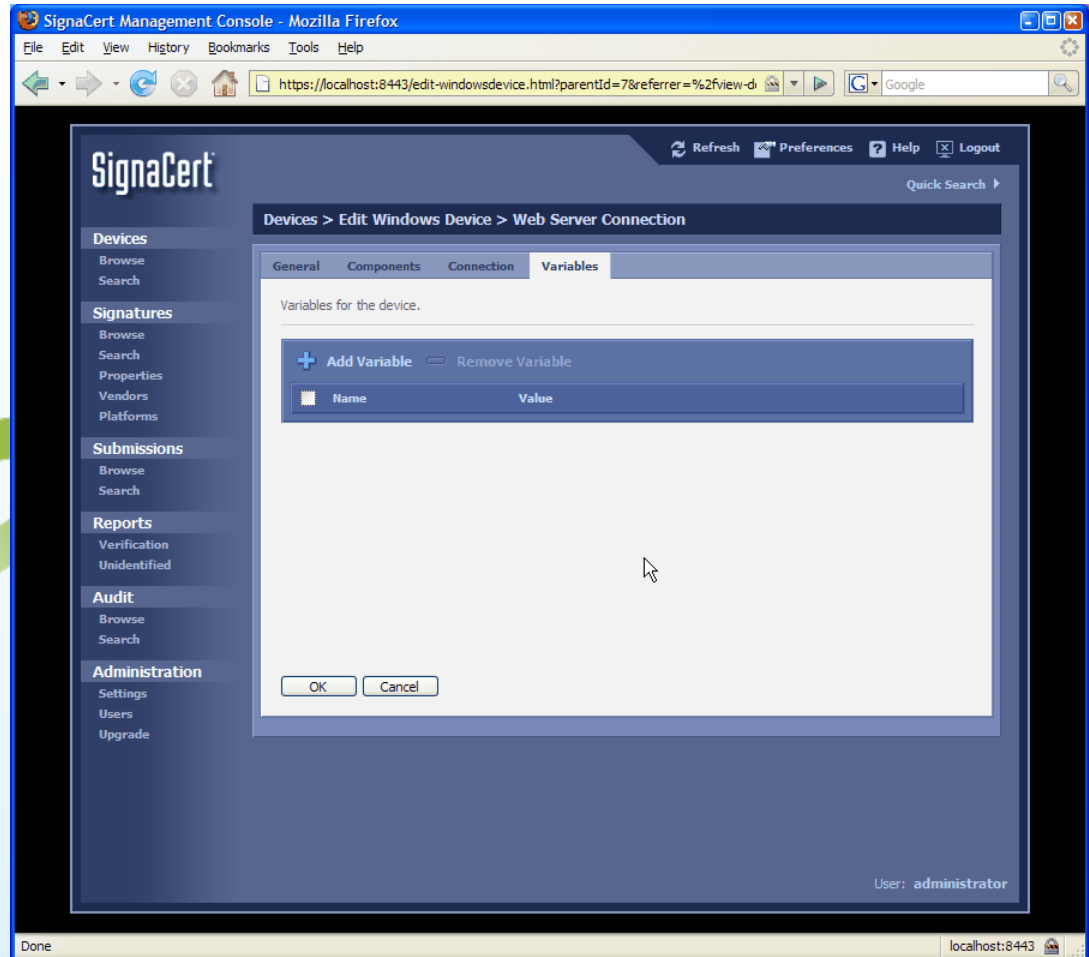 SignaCert Management Console - Mozilla Firefox
File Edit View History Bookmarks Tools Help
https://localhost:8443/edit-windowsdevice.html?parentId=7&referrer=%2fview-d
G Google
SignaCert
Refresh Preferences ? Help x Logout
Quick Search
Devices > Edit Windows Device > Web Server Connection
Devices
Browse
Search
Signatures
Browse
Search
Properties
Vendors
Platforms
Submissions
Browse
Search
Reports
Verification
Unidentified
Audit
Browse
Search
Administration
Settings
Users
Upgrade
General Components Connection Variables
Variables for the device.
Add Variable Remove Variable
Name Value
OK Cancel
User: administrator
Done localhost:8443